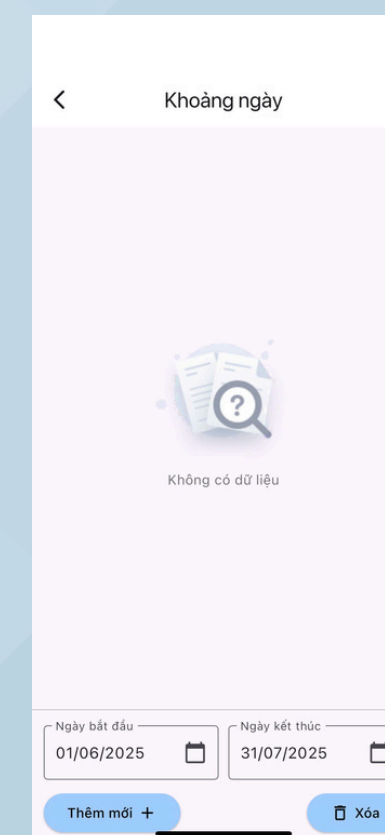 Khoảng ngày
?
Không có dữ liệu
Ngày bắt đầu
Ngày kết thúc
01/06/2025
31/07/2025
Thêm mới +
Xóa